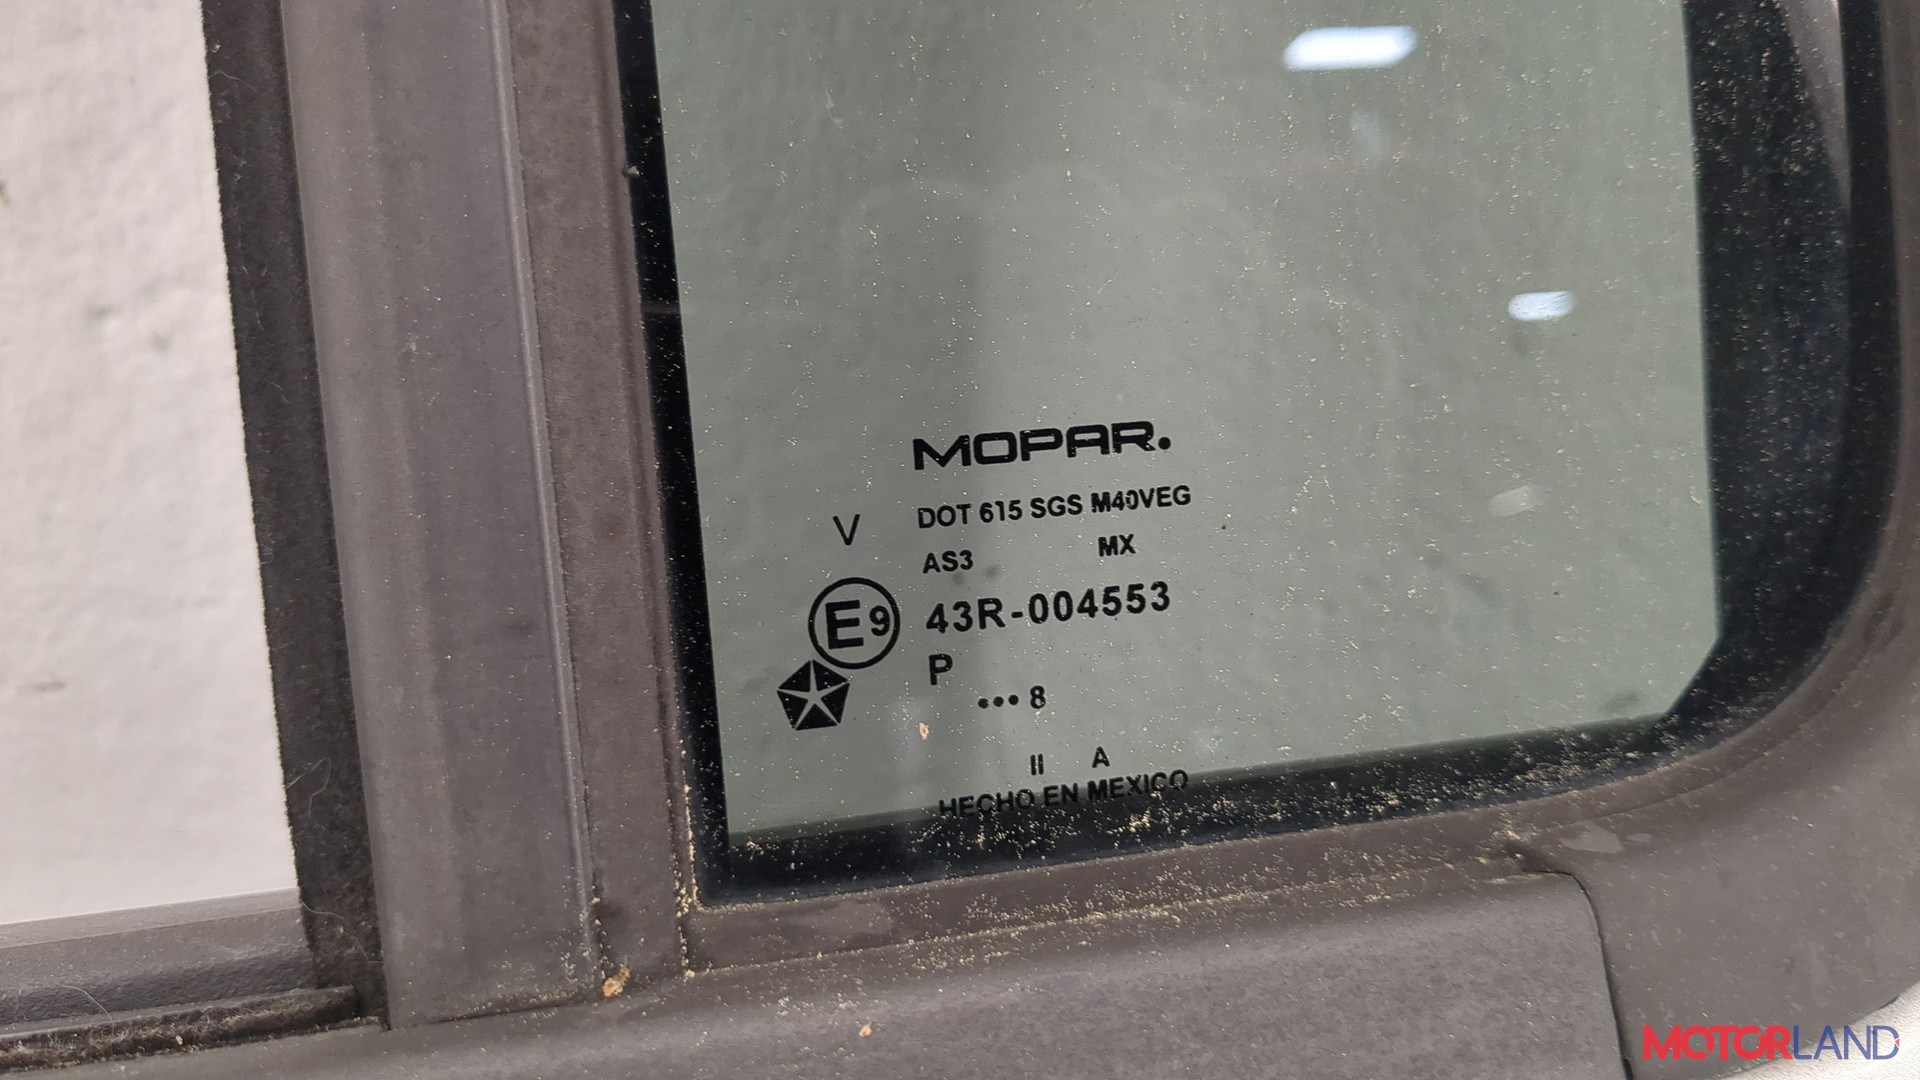 MOPAR.
V DOT 615 SGS M40VEG
AS3 MX
E9 43R-004553
P
••• 8
II A
HECHO EN MEXICO
MOTORLAND